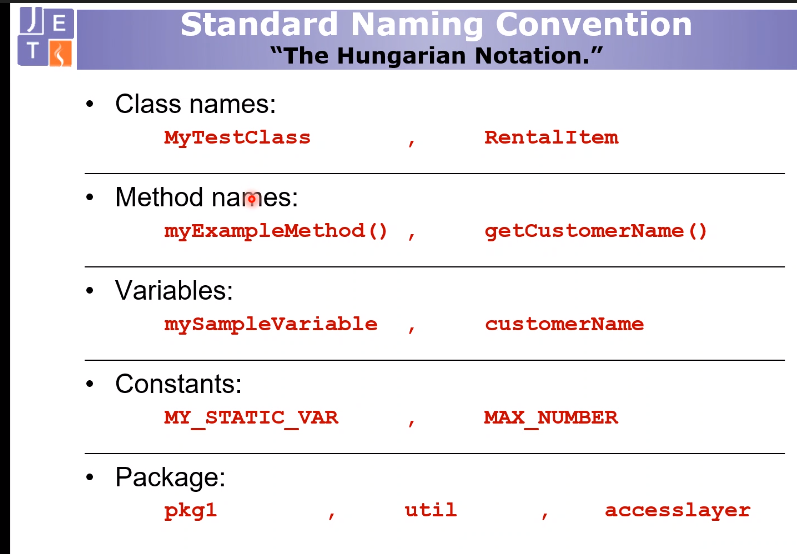 J E
T
Standard Naming Convention
“The Hungarian Notation.”
• Class names:
MyTestClass , RentalItem
• Method names:
myExampleMethod() , getCustomerName()
• Variables:
mySampleVariable , customerName
• Constants:
MY_STATIC_VAR , MAX_NUMBER
• Package:
pkg1 , util , accesslayer